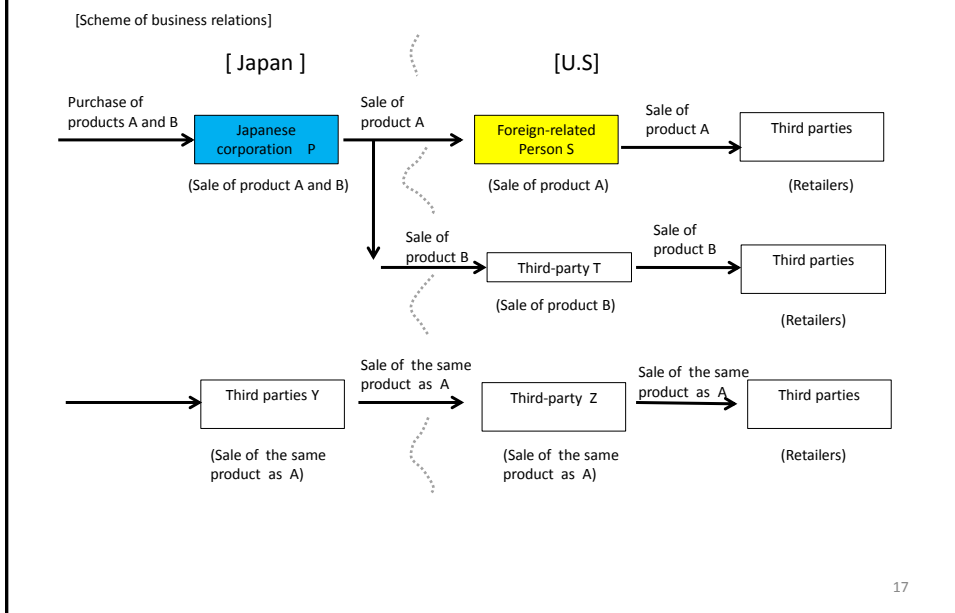 [Scheme of business relations]
[ Japan ]
[U.S]
Purchase of
products A and B
Japanese
corporation P
(Sale of product A and B)
Sale of
product A
Foreign-related
Person S
(Sale of product A)
Sale of
product A
Third parties
(Retailers)
Sale of
product B
Third-party T
(Sale of product B)
Sale of
product B
Third parties
(Retailers)
Third parties Y
(Sale of the same
product as A)
Sale of the same
product as A
Third-party Z
(Sale of the same
product as A)
Sale of the same
product as A
Third parties
(Retailers)
17